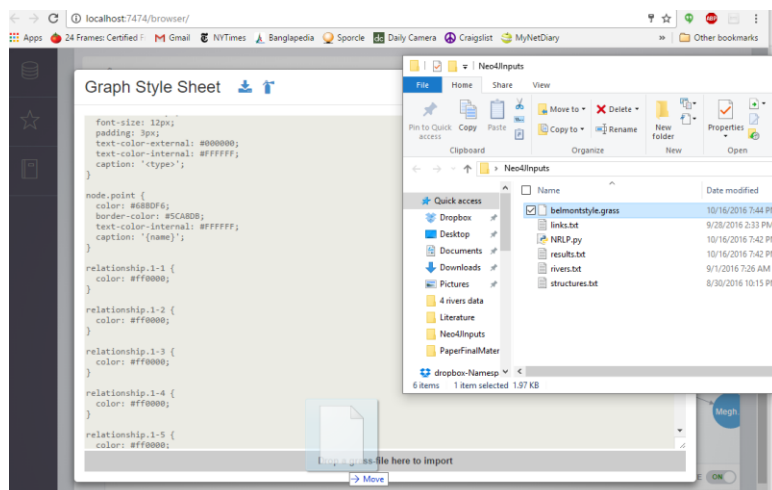 localhost:7474/browser/
Apps 24 Frames: Certified F Gmail NYTimes Banglapedia Sporcle dc Daily Camera Craigslist MyNetDiary » Other bookmarks
Graph Style Sheet
font-size: 12px;
padding: 3px;
text-color-external: #000000;
text-color-internal: #FFFFFF;
caption: '<type>';
}
node.point {
color: #68BDF6;
border-color: #5CA8DB;
text-color-internal: #FFFFFF;
caption: '{name}';
}
relationship.1-1 {
color: #ff0000;
}
relationship.1-2 {
color: #ff0000;
}
relationship.1-3 {
color: #ff0000;
}
relationship.1-4 {
color: #ff0000;
}
relationship.1-5 {
color: #ff0000;
Drop a grass-file here to import
Move
Neo4JInputs
File Home Share View
Pin to Quick access
Copy
Paste
Move to
Copy to
Delete
Rename
New folder
Properties
Clipboard Organize New Open
Neo4JInputs
Quick access
Dropbox
Desktop
Documents
Downloads
Pictures
4 rivers data
Literature
Neo4JInputs
PaperFinalMater
dropbox-Namesp
Name Date modified
belmontstyle.grass 10/16/2016 7:44 P
links.txt 9/28/2016 2:33 PM
NRLP.py 10/16/2016 7:42 P
results.txt 10/16/2016 7:42 P
rivers.txt 9/1/2016 7:26 AM
structures.txt 8/30/2016 10:15 P
6 items 1 item selected 1.97 KB
Megh.
ON